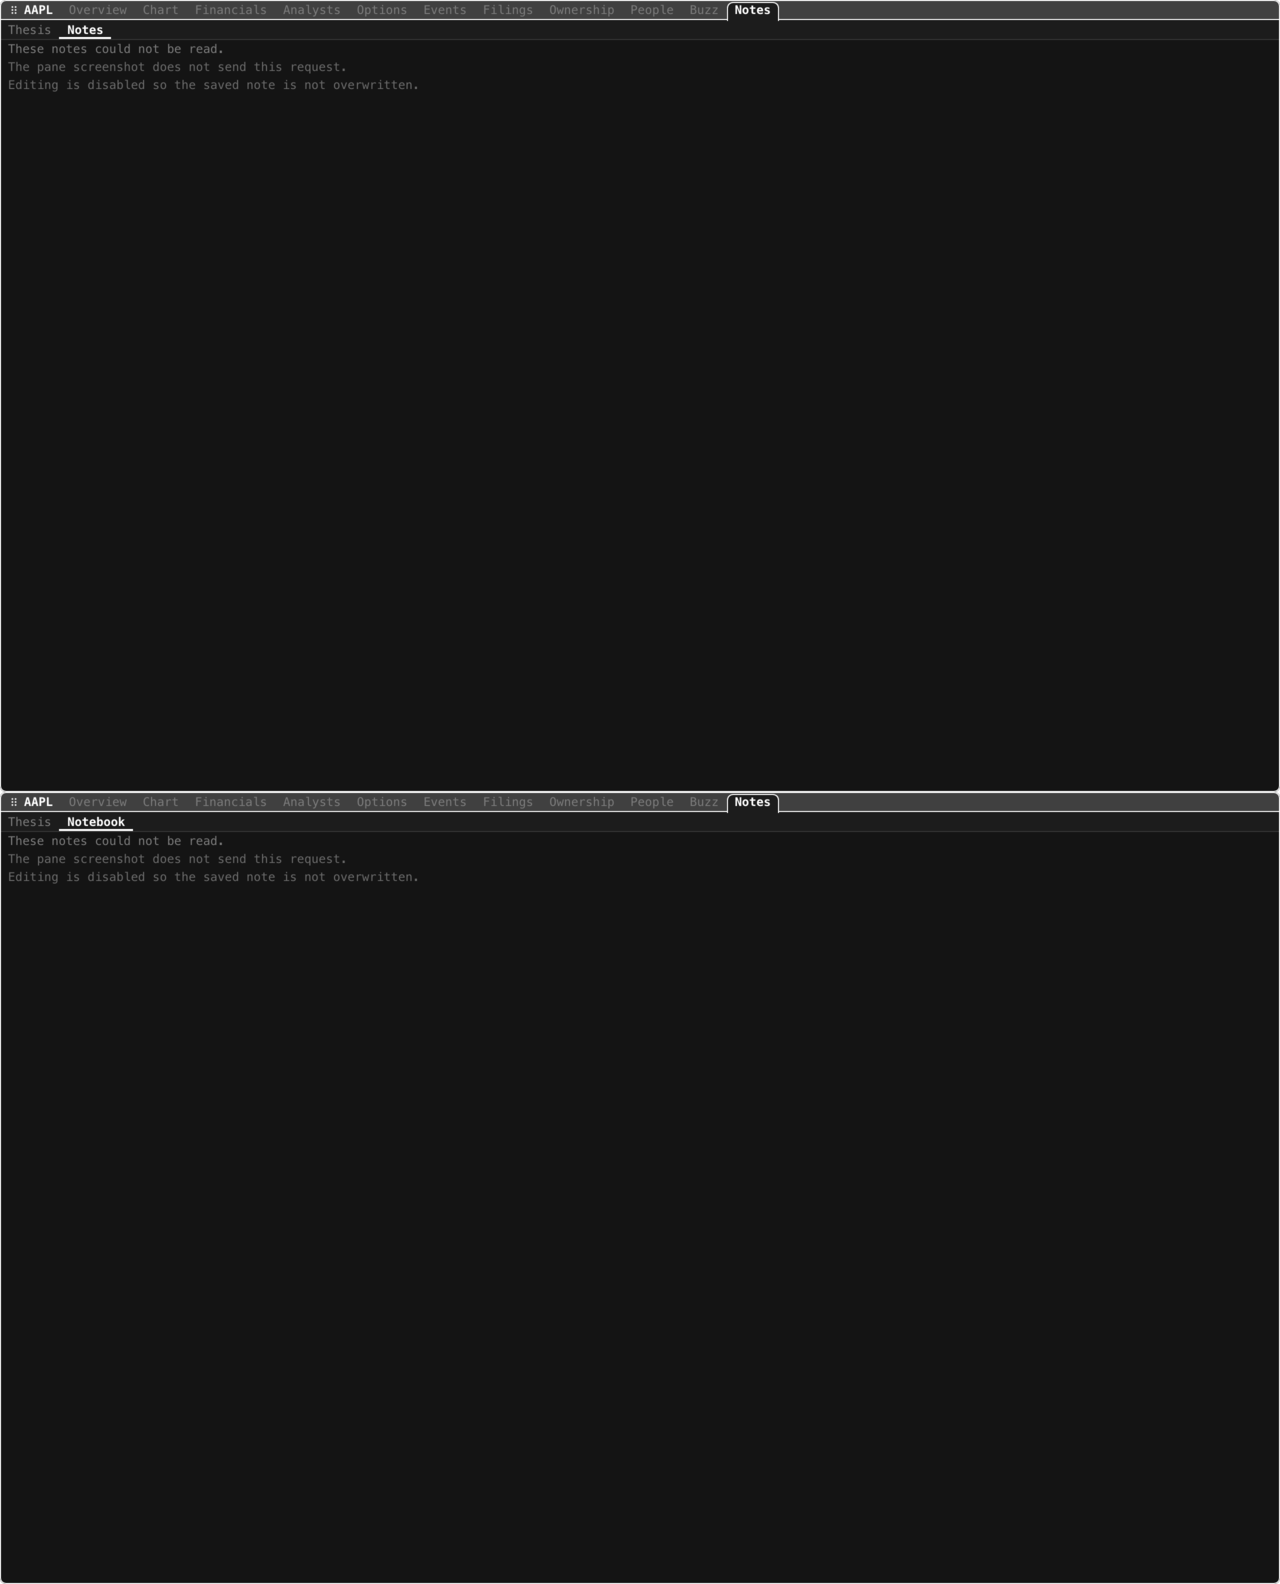 ⠿ AAPL Overview Chart Financials Analysts Options Events Filings Ownership People Buzz Notes
Thesis Notes
These notes could not be read.
The pane screenshot does not send this request.
Editing is disabled so the saved note is not overwritten.
⠿ AAPL Overview Chart Financials Analysts Options Events Filings Ownership People Buzz Notes
Thesis Notebook
These notes could not be read.
The pane screenshot does not send this request.
Editing is disabled so the saved note is not overwritten.